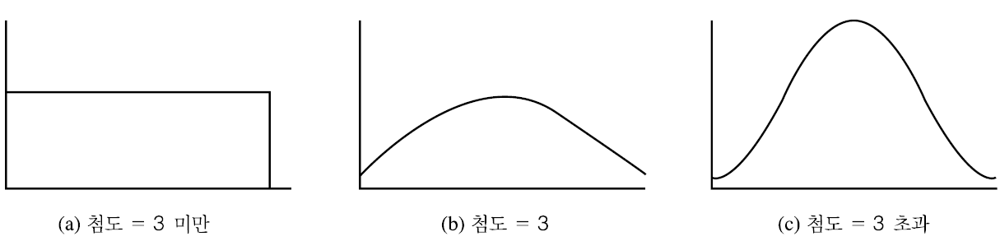 (a) 첨도 = 3 미만
(b) 첨도 = 3
(c) 첨도 = 3 초과